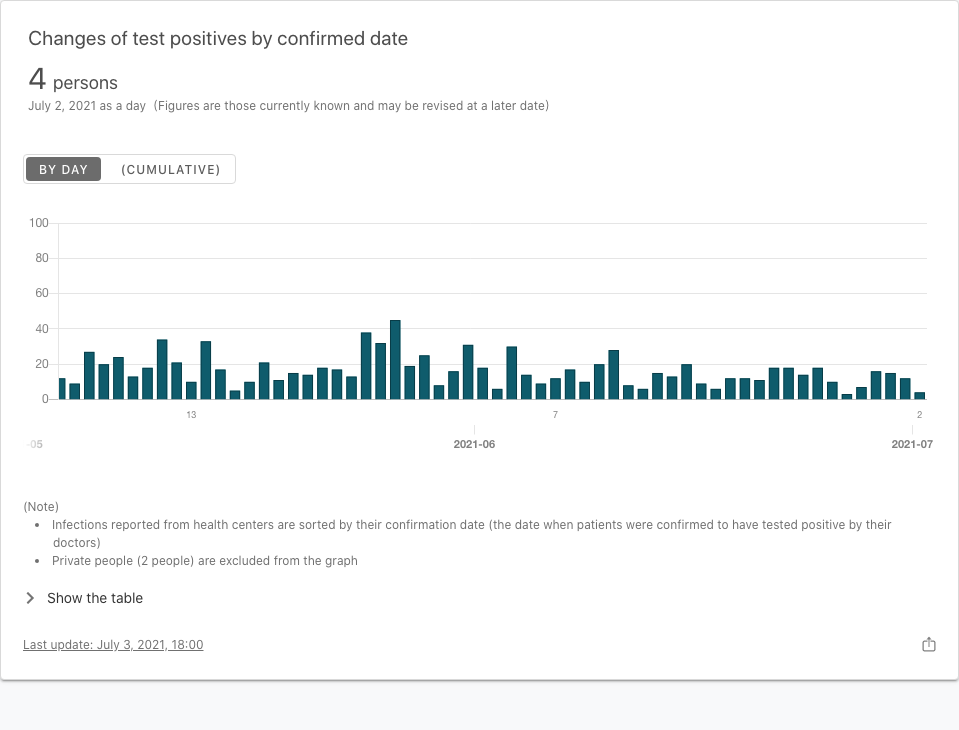 Changes of test positives by confirmed date
4 persons
July 2, 2021 as a day (Figures are those currently known and may be revised at a later date)
BY DAY (CUMULATIVE)
100
80
60
40
20
0
13 7 2
-05 2021-06 2021-07
(Note)
• Infections reported from health centers are sorted by their confirmation date (the date when patients were confirmed to have tested positive by their
doctors)
• Private people (2 people) are excluded from the graph
Show the table
Last update: July 3, 2021, 18:00